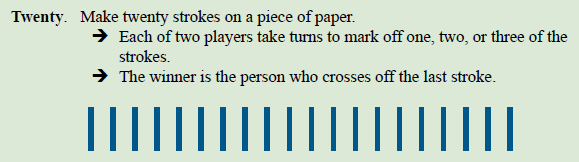 Twenty. Make twenty strokes on a piece of paper.
➔ Each of two players take turns to mark off one, two, or three of the
strokes.
➔ The winner is the person who crosses off the last stroke.